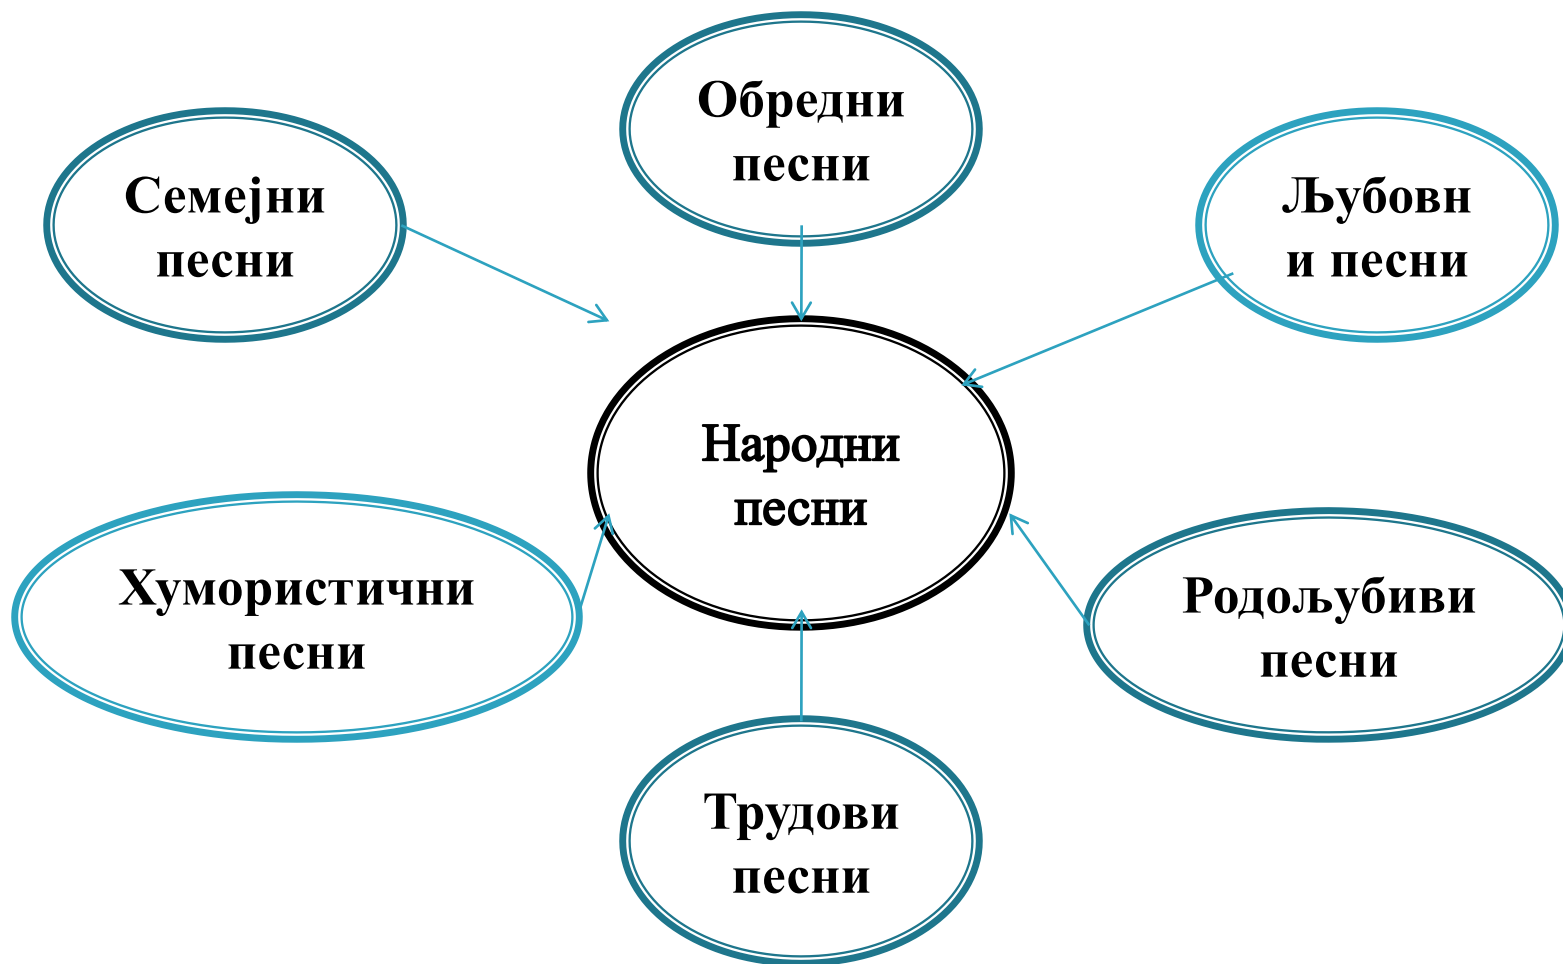 Обредни
песни
Семејни
песни
Љубовн
и песни
Народни
песни
Хумористични
песни
Родољубиви
песни
Трудови
песни